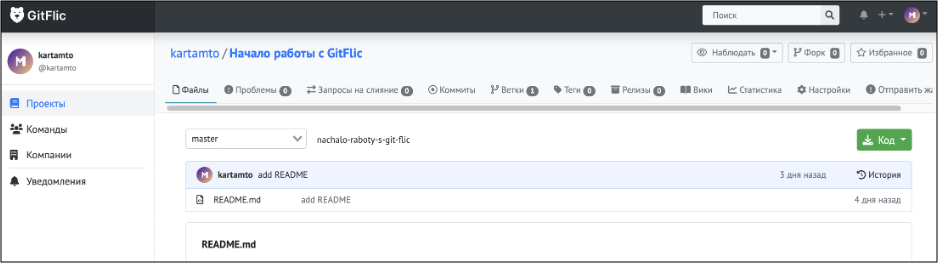 GitFlic
Поиск
M
M
kartamto
@kartamto
Проекты
Команды
Компании
Уведомления
kartamto / Начало работы с GitFlic
Наблюдать 0
Форк 0
Избранное 0
Файлы
Проблемы 0
Запросы на слияние 0
Коммиты
Ветки 1
Теги 0
Релизы 0
Вики
Статистика
Настройки
Отправить жа
master
nachalo-raboty-s-git-flic
Код
M
kartamto add README
3 дня назад
История
README.md
add README
4 дня назад
README.md